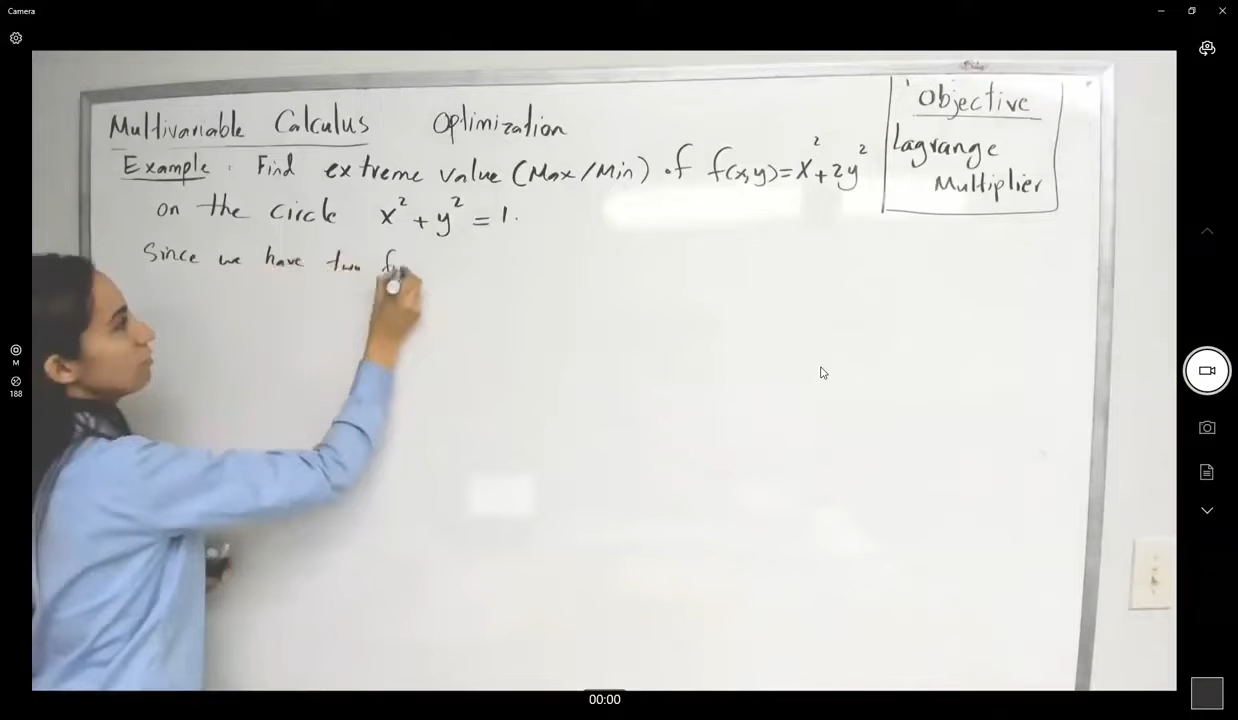 Camera
Multivariable Calculus Optimization
Example . Find extreme value (Max/Min) of f(x,y)=x²+2y²
on the circle x²+y²=1.
Since we have two
Objective
Lagrange
Multiplier
M
188
00:00